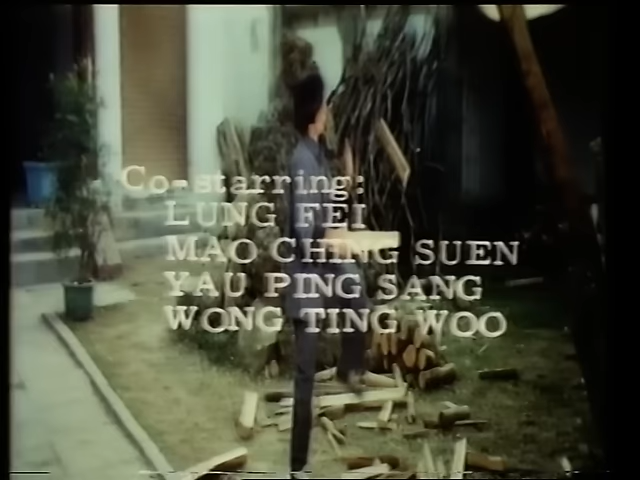 Co-starring:
LUNG FEI
MAO CHING SUEN
YAU PING SANG
WONG TING WOO